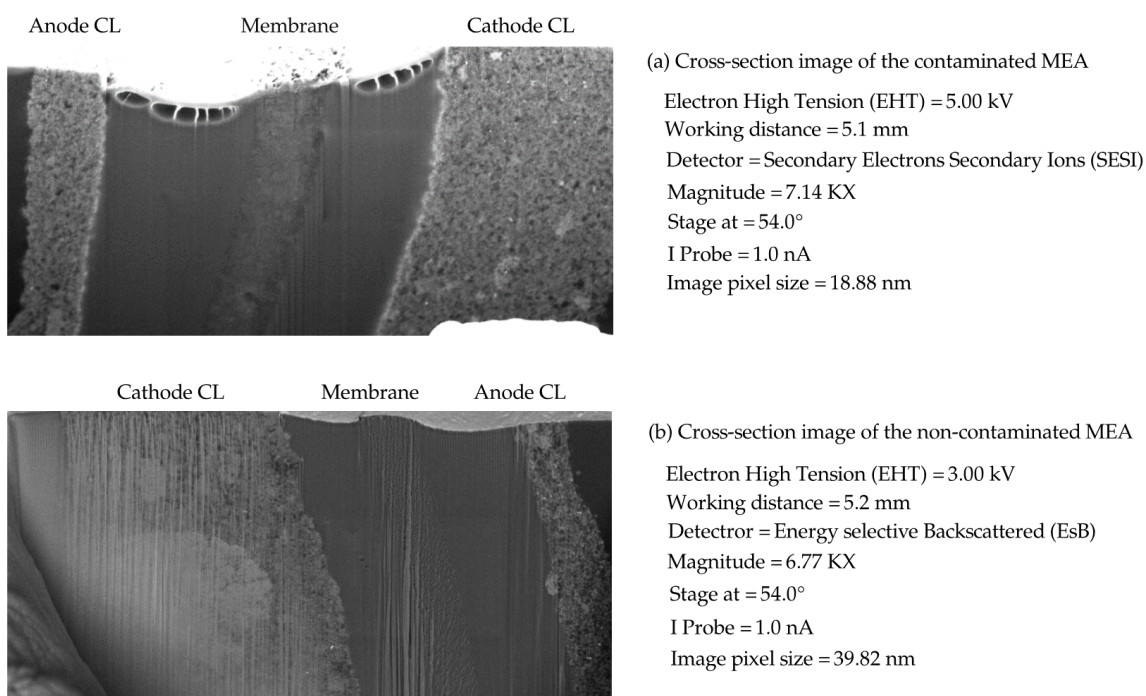 Anode CL Membrane Cathode CL
(a) Cross-section image of the contaminated MEA
Electron High Tension (EHT) = 5.00 kV
Working distance = 5.1 mm
Detector = Secondary Electrons Secondary Ions (SESI)
Magnitude = 7.14 KX
Stage at = 54.0°
I Probe = 1.0 nA
Image pixel size = 18.88 nm
Cathode CL Membrane Anode CL
(b) Cross-section image of the non-contaminated MEA
Electron High Tension (EHT) = 3.00 kV
Working distance = 5.2 mm
Detectror = Energy selective Backscattered (EsB)
Magnitude = 6.77 KX
Stage at = 54.0°
I Probe = 1.0 nA
Image pixel size = 39.82 nm